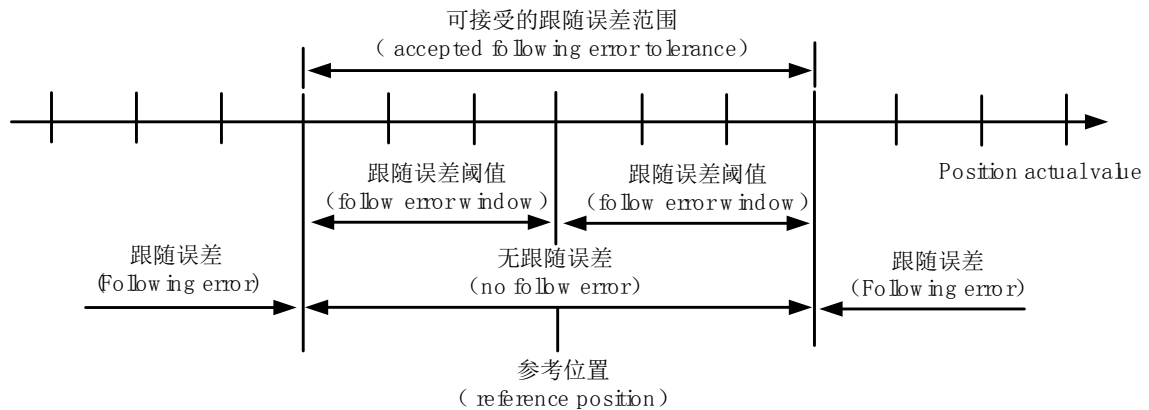 可接受的跟随误差范围
（accepted following error tolerance）
Position actual value
跟随误差阈值
（follow error window）
跟随误差阈值
（follow error window）
跟随误差
(Following error)
无跟随误差
（no follow error）
跟随误差
（Following error）
参考位置
（reference position）